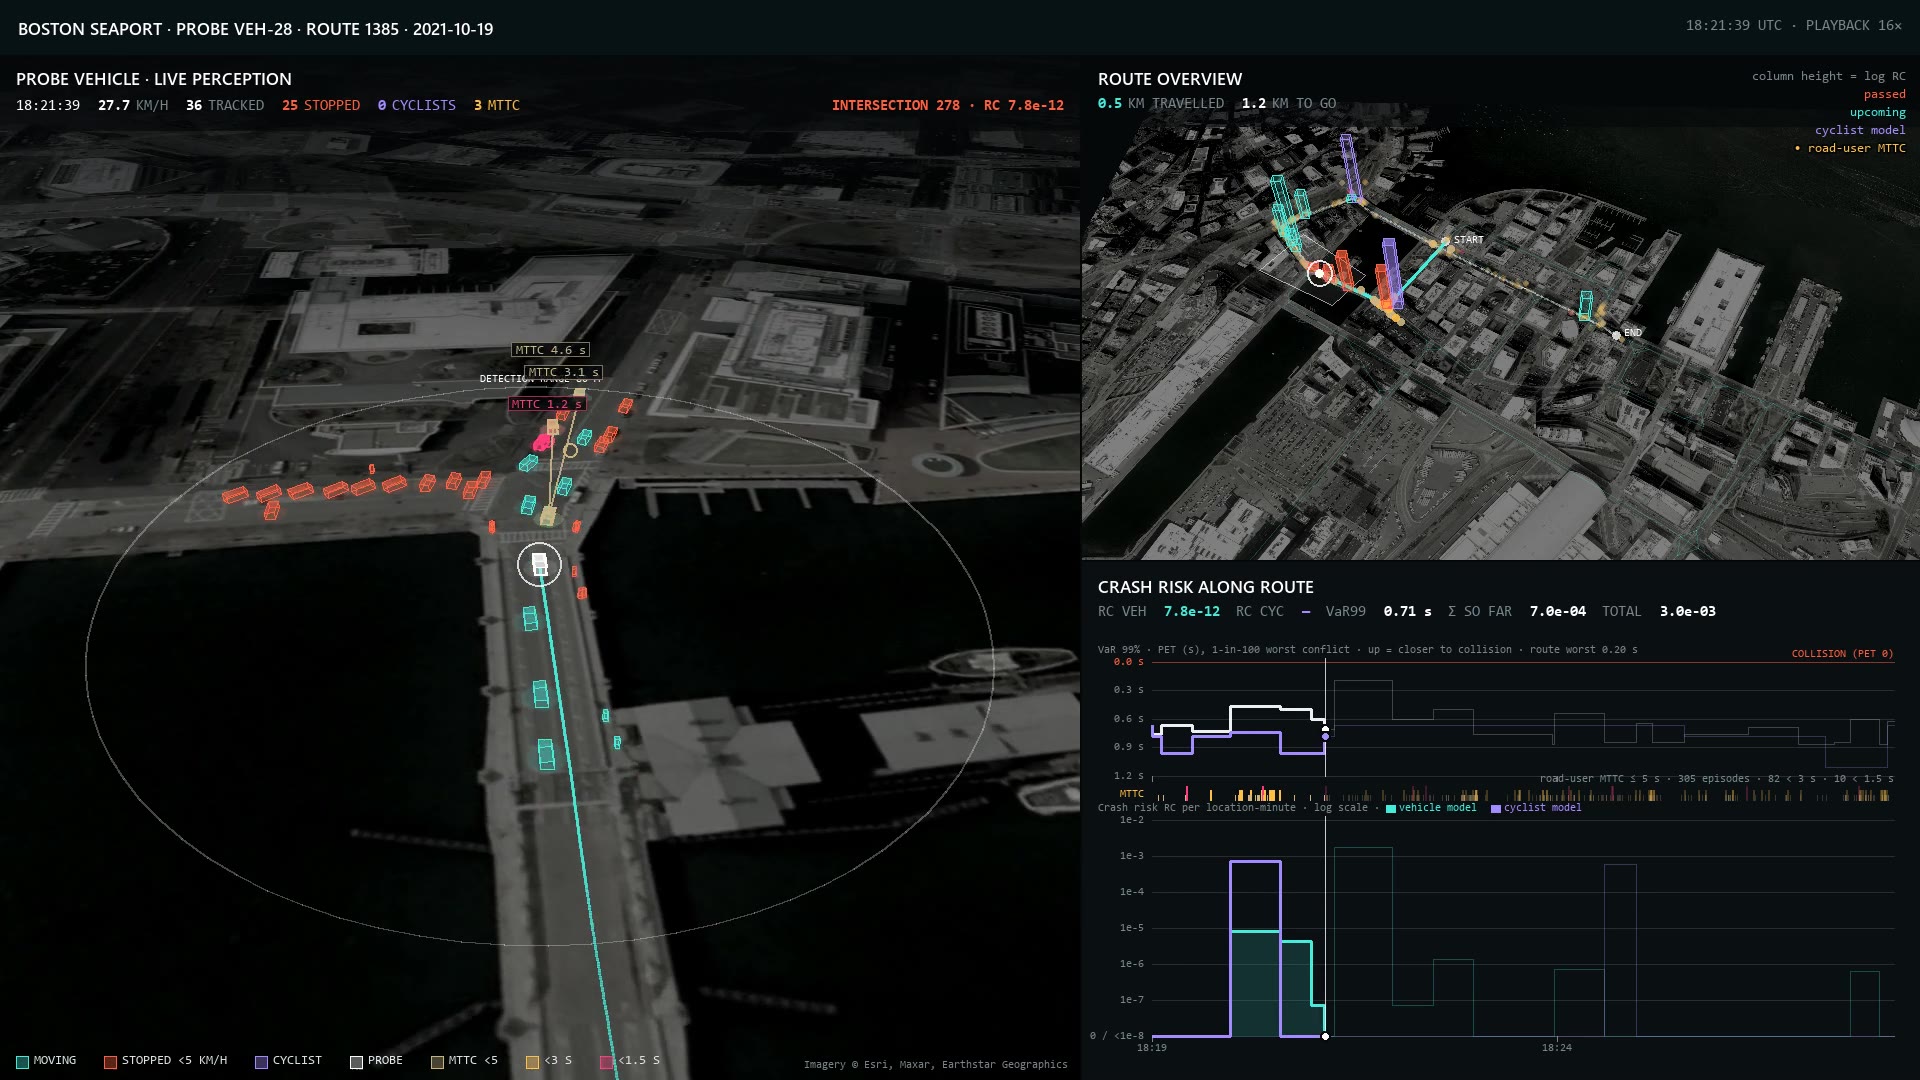 BOSTON SEAPORT · PROBE VEH-28 · ROUTE 1385 · 2021-10-19
18:21:39 UTC · PLAYBACK 16×
PROBE VEHICLE · LIVE PERCEPTION
18:21:39 27.7 KM/H 36 TRACKED 25 STOPPED 0 CYCLISTS 3 MTTC
INTERSECTION 278 · RC 7.8e-12
MTTC 4.6 s
MTTC 3.1 s
MTTC 1.2 s
MOVING STOPPED <5 KM/H CYCLIST PROBE MTTC <5 <3 S <1.5 S
Imagery © Esri, Maxar, Earthstar Geographics
ROUTE OVERVIEW
0.5 KM TRAVELLED 1.2 KM TO GO
column height = log RC
passed
upcoming
cyclist model
• road-user MTTC
START
END
CRASH RISK ALONG ROUTE
RC VEH 7.8e-12 RC CYC — VaR99 0.71 s Σ SO FAR 7.0e-04 TOTAL 3.0e-03
VaR 99% · PET (s), 1-in-100 worst conflict · up = closer to collision · route worst 0.20 s
COLLISION (PET 0)
0.0 s
0.3 s
0.6 s
0.9 s
1.2 s
road-user MTTC ≤ 5 s · 305 episodes · 82 < 3 s · 10 < 1.5 s
MTTC
Crash risk RC per location-minute · log scale · vehicle model cyclist model
1e-2
1e-3
1e-4
1e-5
1e-6
1e-7
0 / <1e-8
18:19 18:24